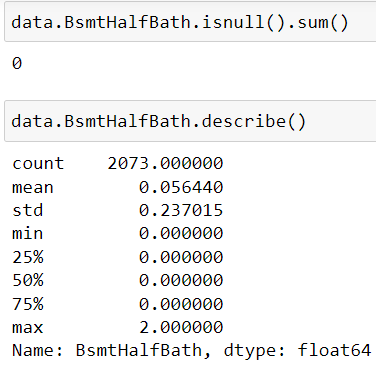 data.BsmtHalfBath.isnull().sum()
0
data.BsmtHalfBath.describe()
count    2073.000000
mean        0.056440
std         0.237015
min         0.000000
25%         0.000000
50%         0.000000
75%         0.000000
max         2.000000
Name: BsmtHalfBath, dtype: float64